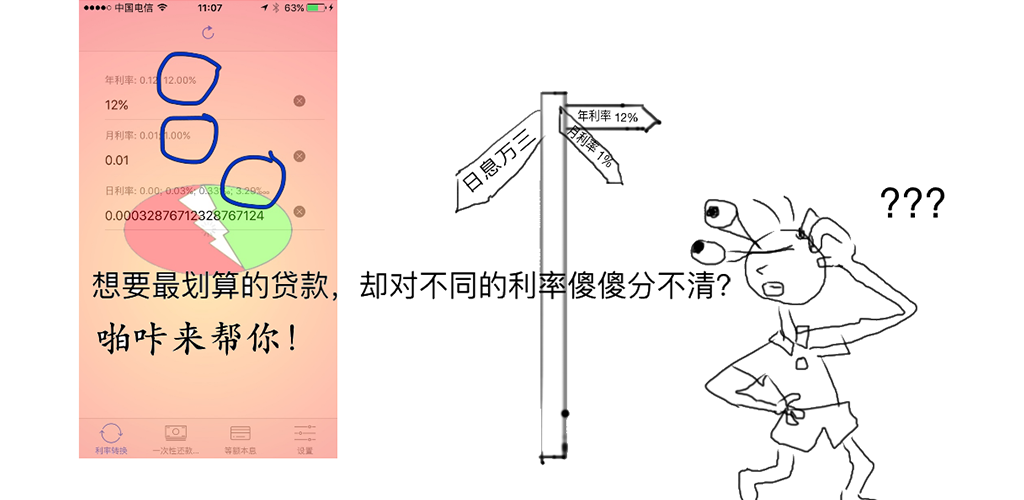 中国电信
11:07
63%
年利率: 0.12; 12.00%
12%
月利率: 0.01; 1.00%
0.01
日利率: 0.00; 0.03%; 0.33‰; 3.29‱
0.00032876712328767124
想要最划算的贷款，却对不同的利率傻傻分不清？
啪咔来帮你！
利率转换
一次性还款...
等额本息
设置
日息万三
年利率 12%
月利率 1%
???